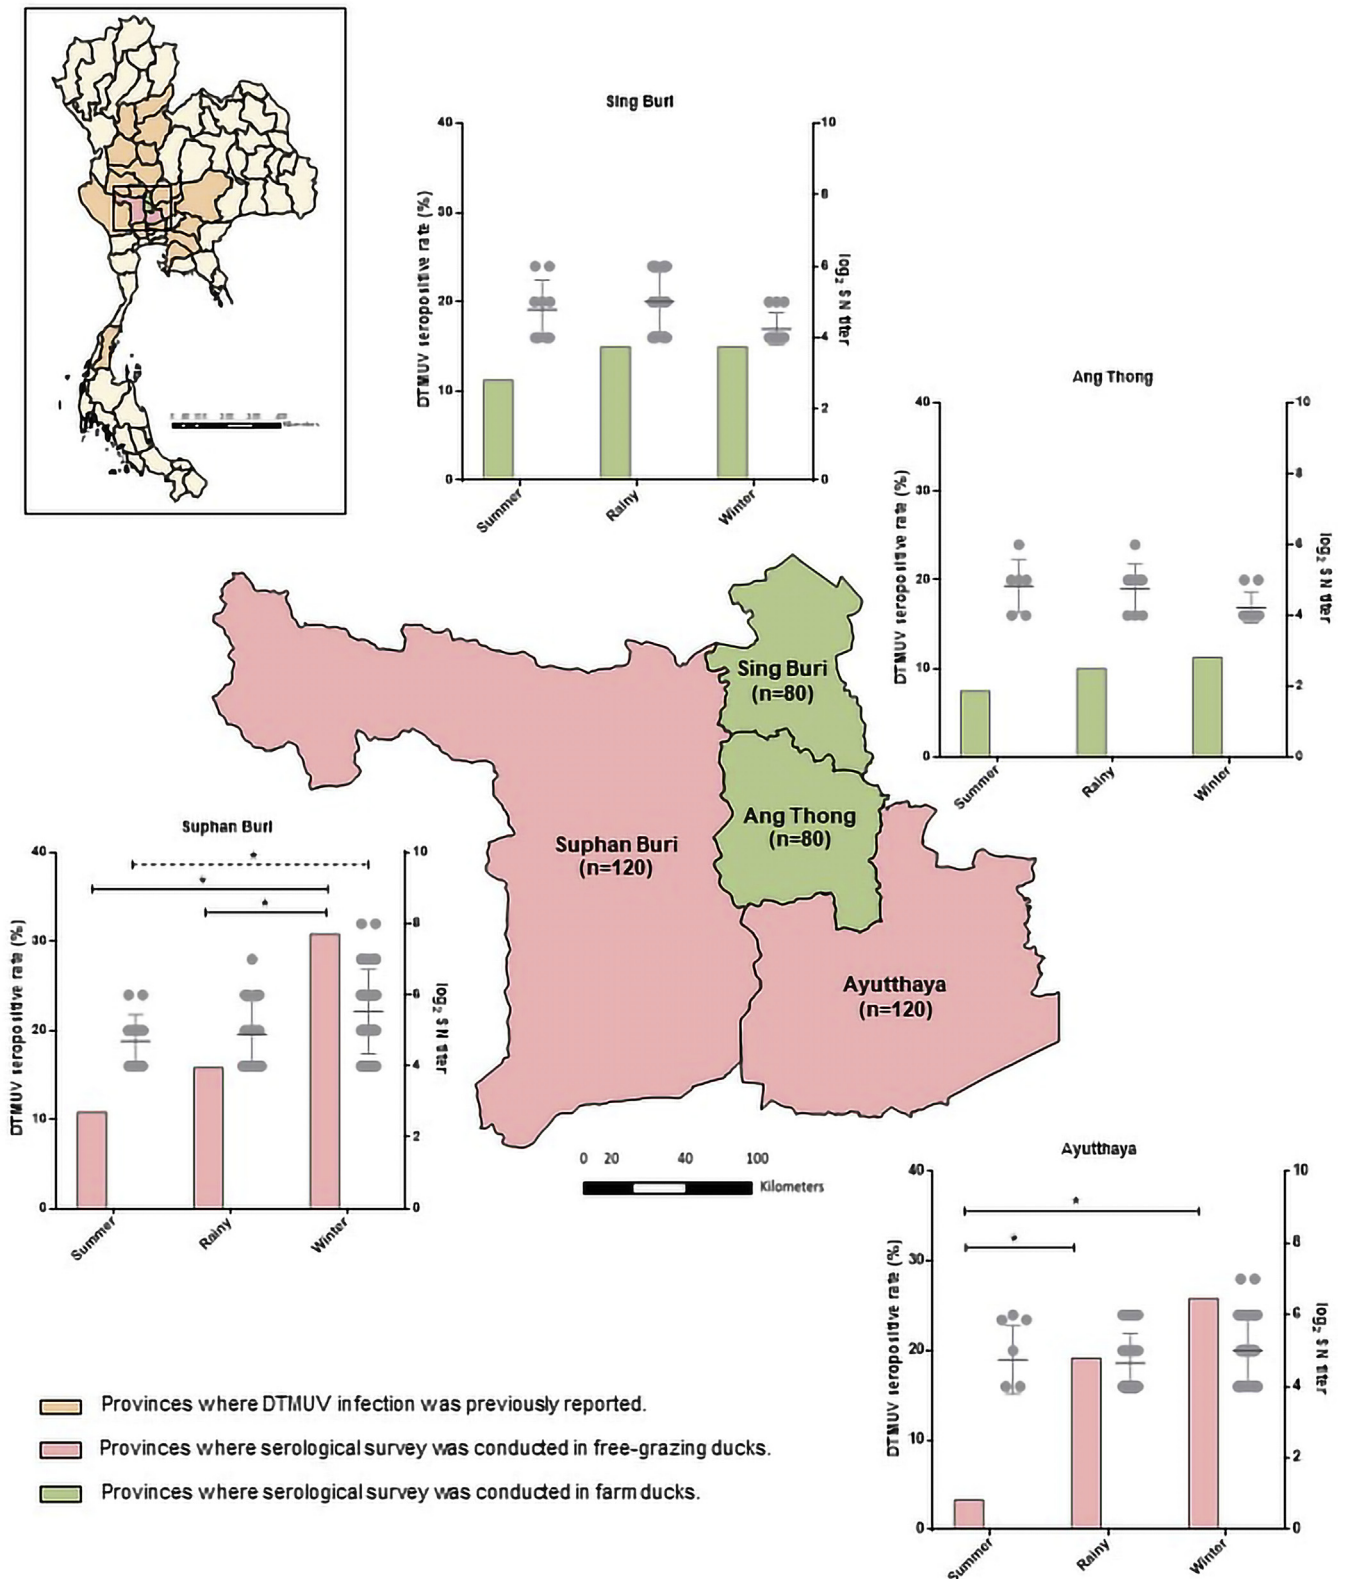 Sing Buri
40
30
20
10
0
DTMUV seropositive rate (%)
10
8
6
4
2
0
log2 SN titer
Summer
Rainy
Winter
Ang Thong
40
30
20
10
0
DTMUV seropositive rate (%)
10
8
6
4
2
0
log2 SN titer
Summer
Rainy
Winter
Sing Buri
(n=80)
Ang Thong
(n=80)
Suphan Buri
(n=120)
Ayutthaya
(n=120)
Suphan Buri
40
30
20
10
0
DTMUV seropositive rate (%)
10
8
6
4
2
0
log2 SN titer
*
*
*
Summer
Rainy
Winter
0 20 40 100
Kilometers
Ayutthaya
40
30
20
10
0
DTMUV seropositive rate (%)
10
8
6
4
2
0
log2 SN titer
*
*
Summer
Rainy
Winter
Provinces where DTMUV infection was previously reported.
Provinces where serological survey was conducted in free-grazing ducks.
Provinces where serological survey was conducted in farm ducks.